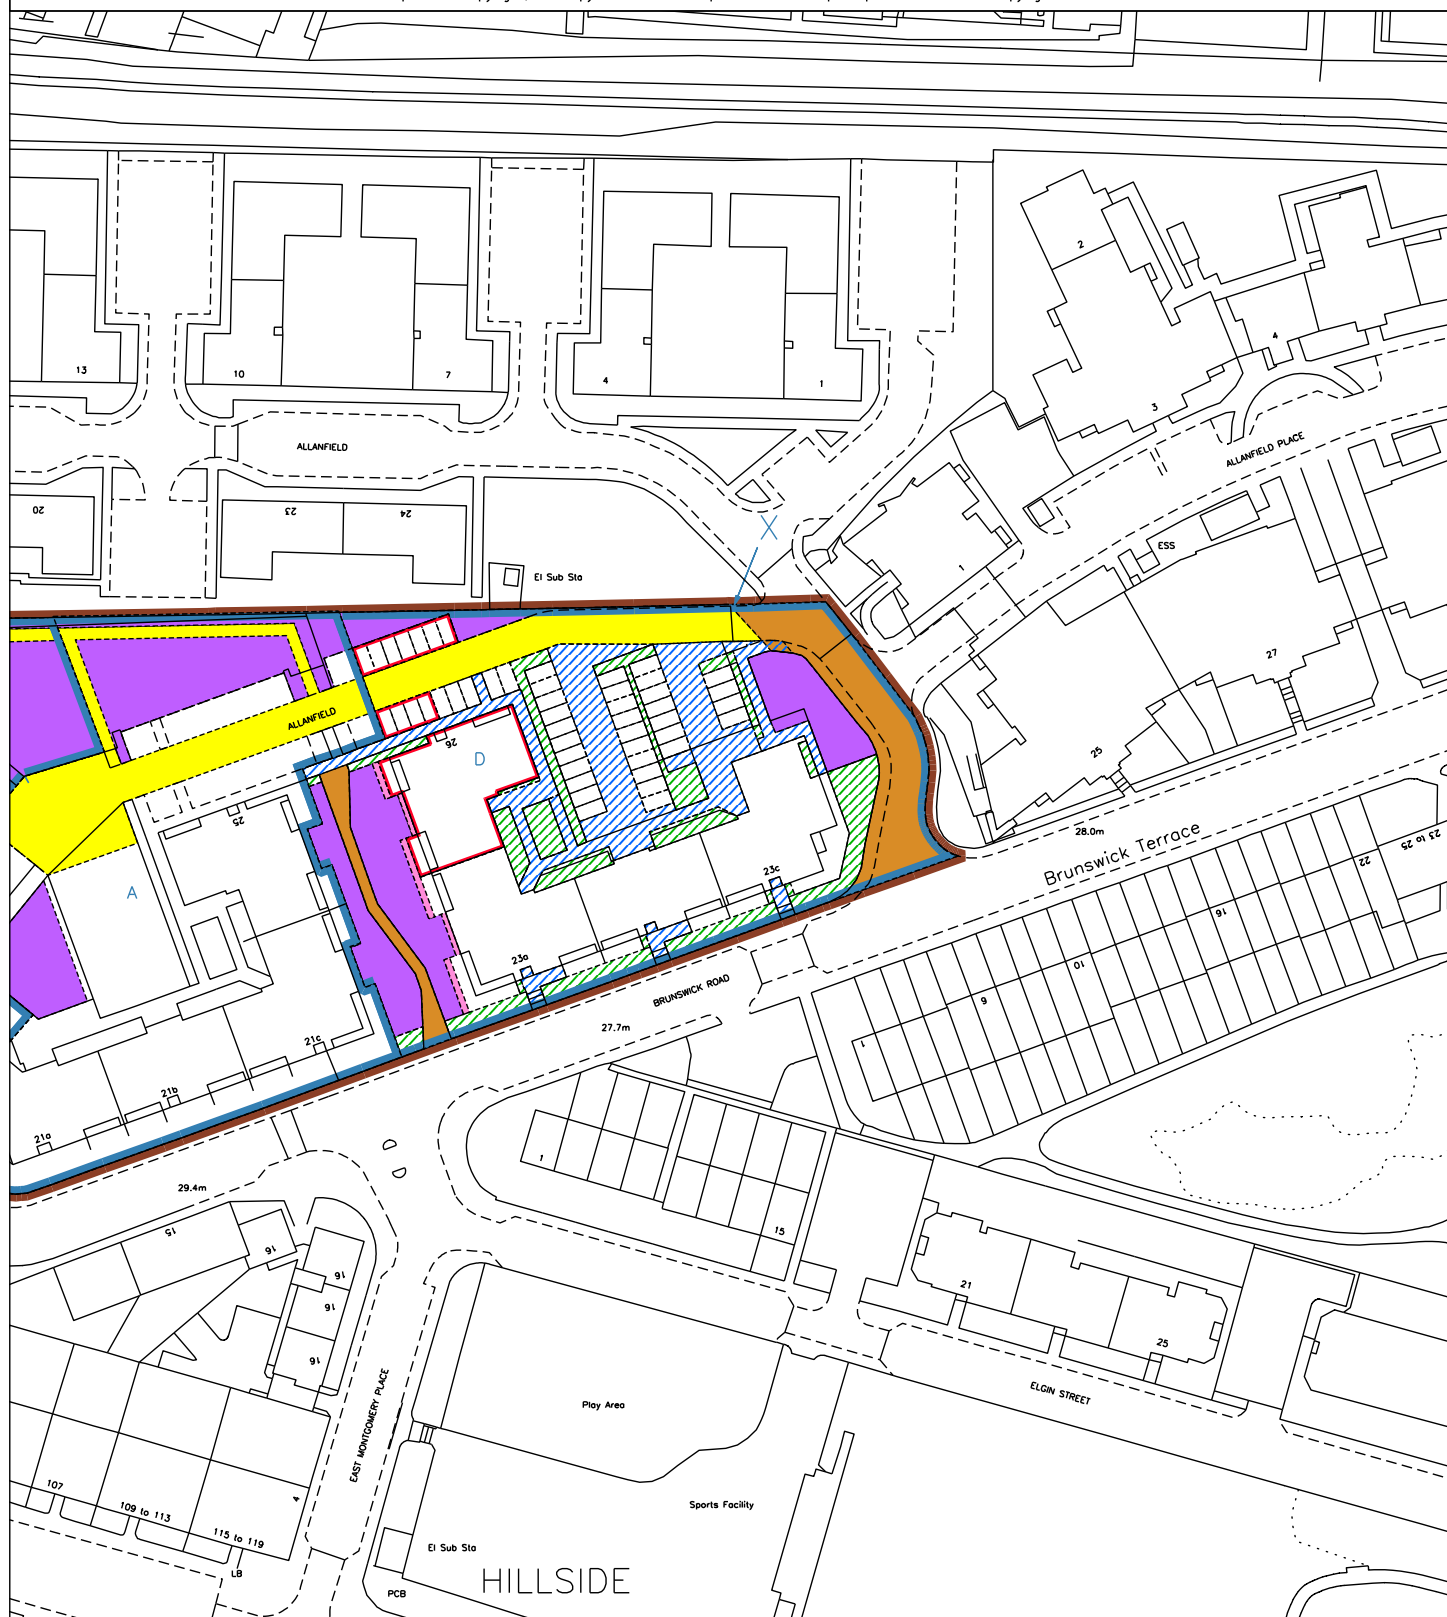 2
4
13
10
7
4
1
3
ALLANFIELD
ALLANFIELD PLACE
20
23
24
X
ESS
1
El Sub Sta
27
ALLANFIELD
26
D
25
25
28.0m
Brunswick Terrace
23 to 25
22
A
23c
16
23a
10
BRUNSWICK ROAD
9
27.7m
1
21c
21b
21a
1
29.4m
15
15
16
16
16
16
21
25
ELGIN STREET
EAST MONTGOMERY PLACE
Play Area
107
109 to 113
4
115 to 119
Sports Facility
El Sub Sta
LB
HILLSIDE
PCB